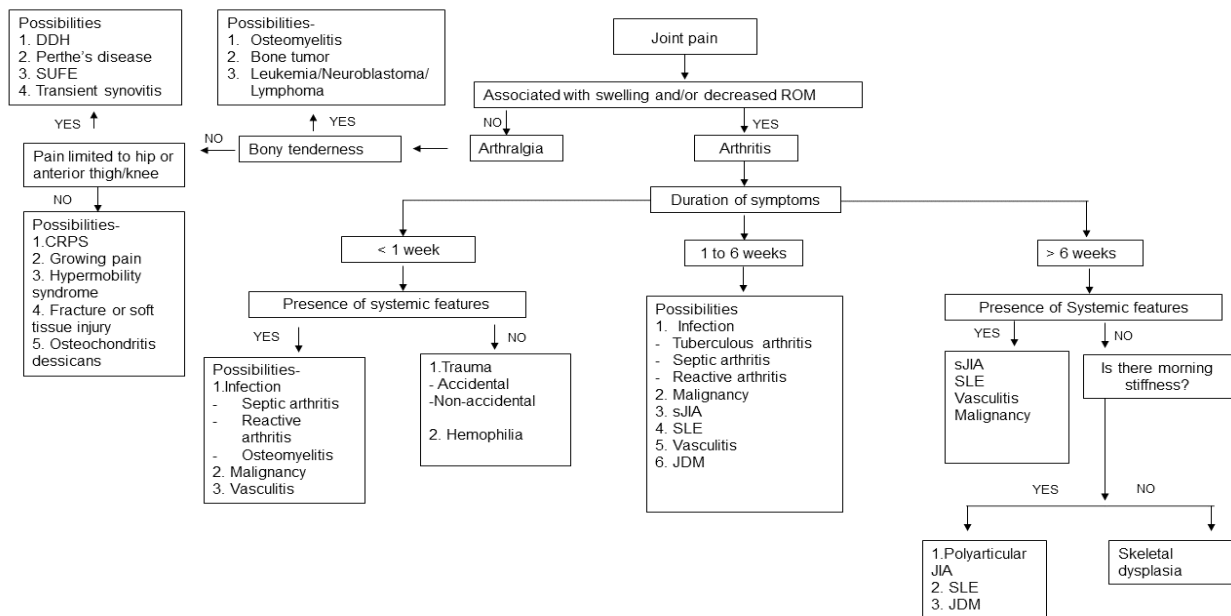 Joint pain
Associated with swelling and/or decreased ROM
NO
YES
Arthralgia
Arthritis
Bony tenderness
YES
Possibilities-
1. Osteomyelitis
2. Bone tumor
3. Leukemia/Neuroblastoma/
Lymphoma
NO
Pain limited to hip or
anterior thigh/knee
YES
Possibilities
1. DDH
2. Perthe's disease
3. SUFE
4. Transient synovitis
NO
Possibilities-
1.CRPS
2. Growing pain
3. Hypermobility
syndrome
4. Fracture or soft
tissue injury
5. Osteochondritis
dessicans
Duration of symptoms
< 1 week
1 to 6 weeks
> 6 weeks
Presence of systemic features
YES
NO
Possibilities-
1.Infection
- Septic arthritis
- Reactive
arthritis
- Osteomyelitis
2. Malignancy
3. Vasculitis
1.Trauma
- Accidental
-Non-accidental
2. Hemophilia
Possibilities
1. Infection
- Tuberculous arthritis
- Septic arthritis
- Reactive arthritis
2. Malignancy
3. sJIA
4. SLE
5. Vasculitis
6. JDM
Presence of Systemic features
YES
NO
sJIA
SLE
Vasculitis
Malignancy
Is there morning
stiffness?
YES
NO
1.Polyarticular
JIA
2. SLE
3. JDM
Skeletal
dysplasia